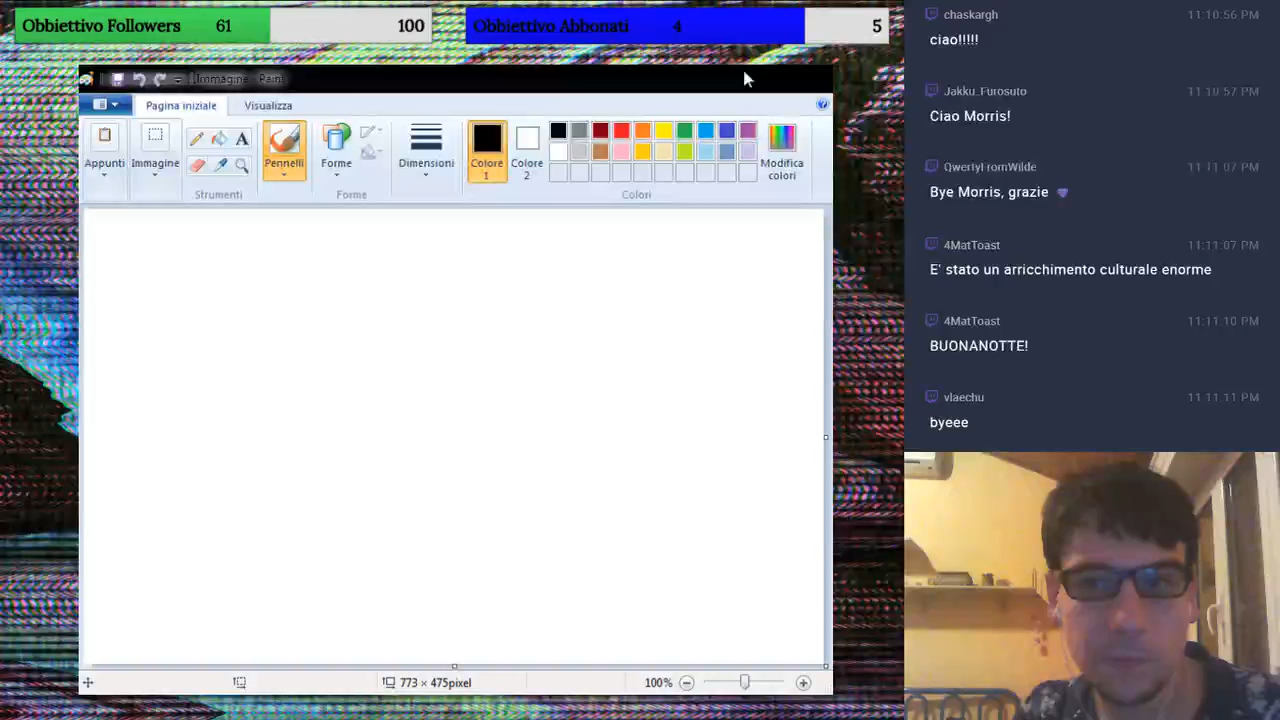 Obbiettivo Followers 61 100
Obbiettivo Abbonati 4 5
Immagine - Paint
Pagina iniziale Visualizza
Appunti
Immagine
Strumenti
Pennelli
Forme
Forme
Dimensioni
Colore 1
Colore 2
Modifica colori
Colori
773 × 475pixel
100%
chaskargh 11:10:56 PM
ciao!!!!!
Jakku_Furosuto 11:10:57 PM
Ciao Morris!
QwertyFromWilde 11:11:07 PM
Bye Morris, grazie
4MatToast 11:11:07 PM
E' stato un arricchimento culturale enorme
4MatToast 11:11:10 PM
BUONANOTTE!
vlaechu 11:11:11 PM
byeee